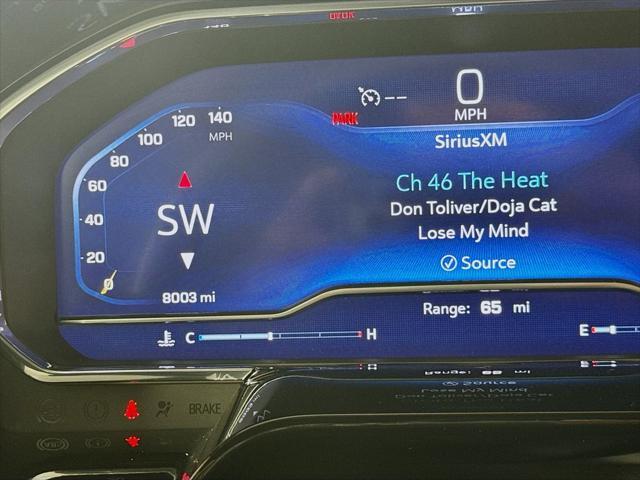 0
MPH
PARK
120 140
100 MPH
80
60
40
20
0
SW
8003 mi
SiriusXM
Ch 46 The Heat
Don Toliver/Doja Cat
Lose My Mind
Source
Range: 65 mi
C H
E
BRAKE